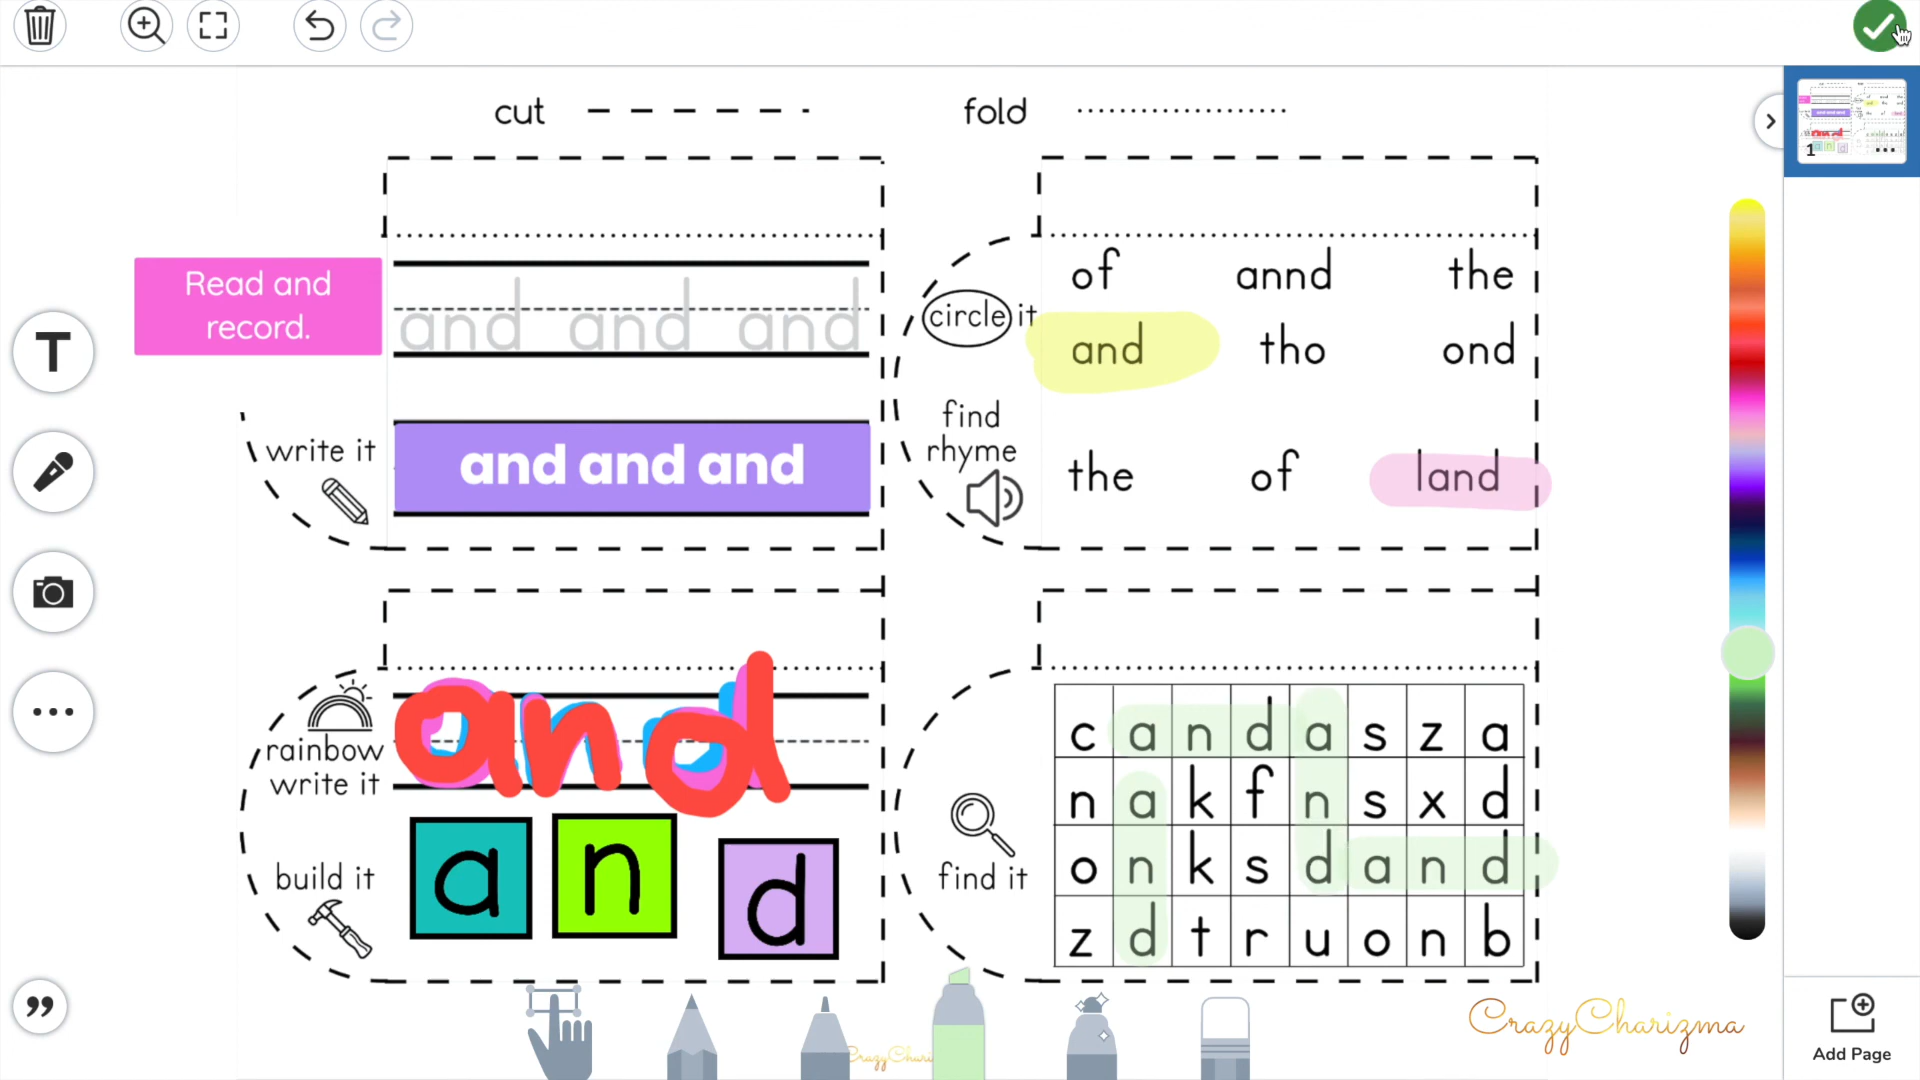 cut
fold
Read and
record.
and and and
write it
and and and
circle it
of annd the
and tho ond
find
rhyme
the of land
rainbow
write it
and
build it
a n d
find it
c a n d a s z a
n a k f n s x d
o n k s d a n d
z d t r u o n b
T
1
CrazyCharizma
Add Page